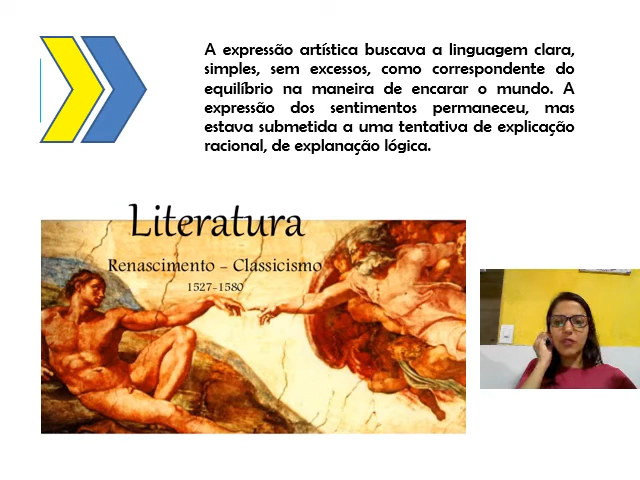 A expressão artística buscava a linguagem clara,
simples, sem excessos, como correspondente do
equilíbrio na maneira de encarar o mundo. A
expressão dos sentimentos permaneceu, mas
estava submetida a uma tentativa de explicação
racional, de explanação lógica.
Literatura
Renascimento - Classicismo
1527-1580